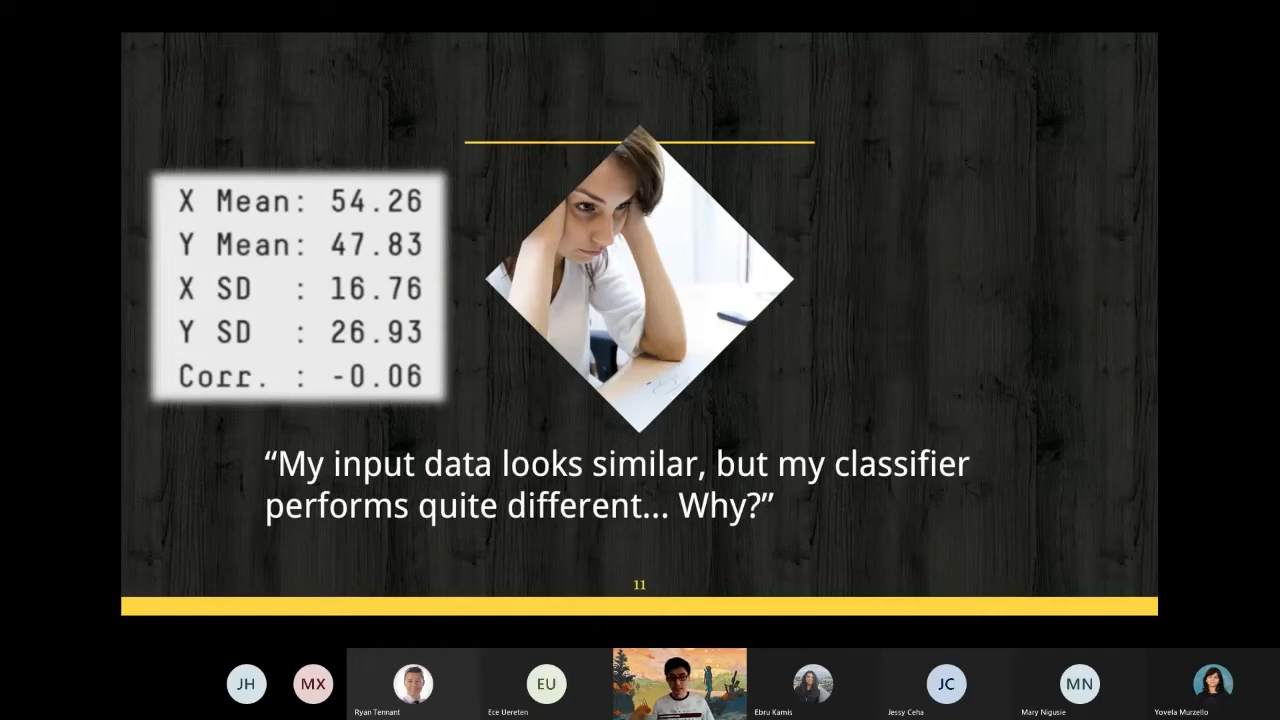 X Mean: 54.26
Y Mean: 47.83
X SD : 16.76
Y SD : 26.93
Corr. : -0.06
“My input data looks similar, but my classifier
performs quite different... Why?”
11
JH
MX
EU
JC
MN
Ryan Tennant
Ece Uereten
Ebru Kamis
Jessy Ceha
Mary Nigusie
Yovela Murzello